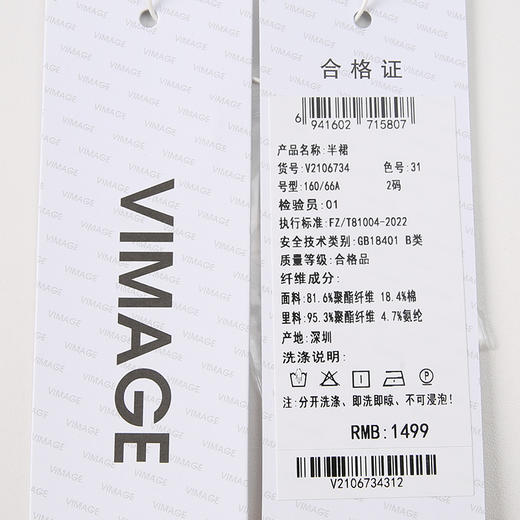 VIMAGE
合格证
6 941602 715807
产品名称:半裙
货号:V2106734 色号:31
号型:160/66A 2码
检验员:01
执行标准:FZ/T81004-2022
安全技术类别:GB18401 B类
质量等级:合格品
纤维成分:
面料:81.6%聚酯纤维 18.4%棉
里料:95.3%聚酯纤维 4.7%氨纶
产地:深圳
洗涤说明:
注:分开洗涤、即洗即晾、不可浸泡!
RMB:1499
V2106734312